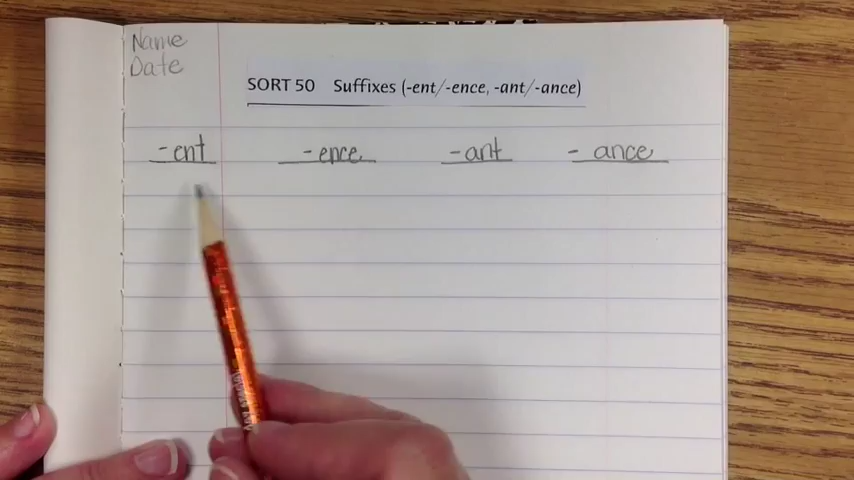 Name
Date
SORT 50 Suffixes (-ent/-ence, -ant/-ance)
-ent -ence -ant - ance